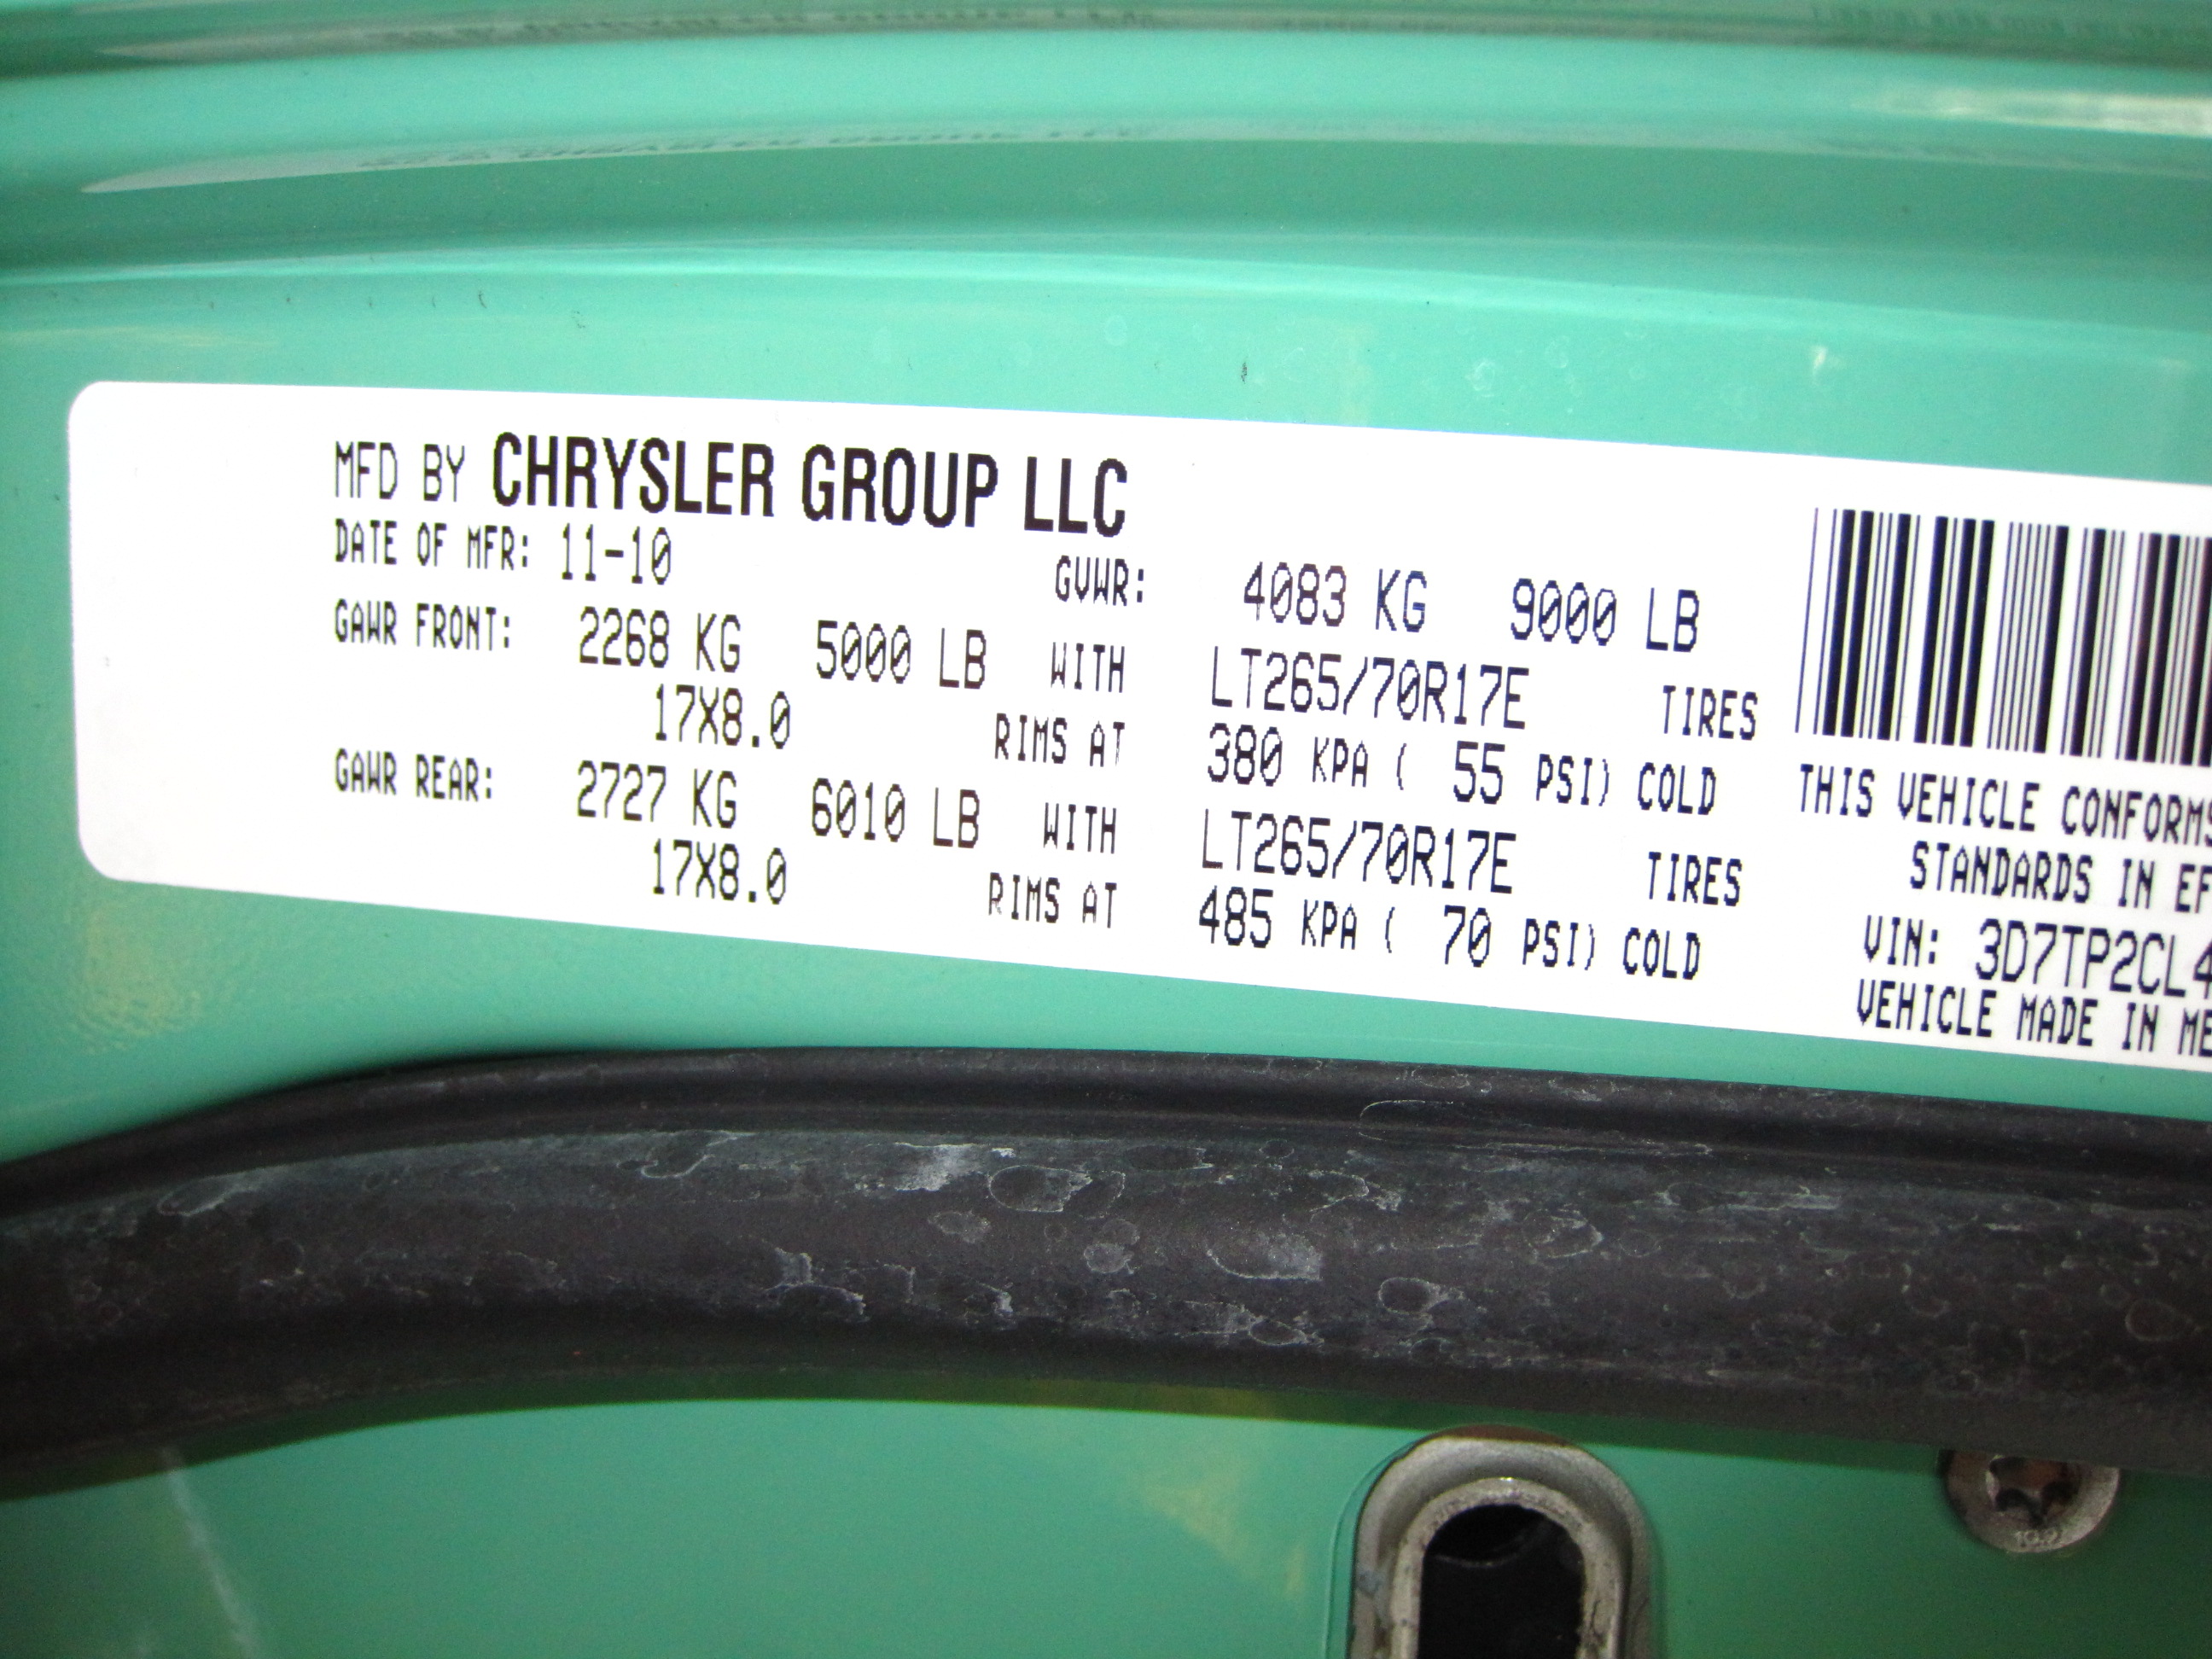 MFD BY CHRYSLER GROUP LLC
DATE OF MFR: 11-10 GVWR: 4083 KG 9000 LB
GAWR FRONT: 2268 KG 5000 LB WITH LT265/70R17E TIRES
17X8.0 RIMS AT 380 KPA ( 55 PSI) COLD
GAWR REAR: 2727 KG 6010 LB WITH LT265/70R17E TIRES
17X8.0 RIMS AT 485 KPA ( 70 PSI) COLD
THIS VEHICLE CONFORMS
STANDARDS IN EF
VIN: 3D7TP2CL4
VEHICLE MADE IN ME
10.9